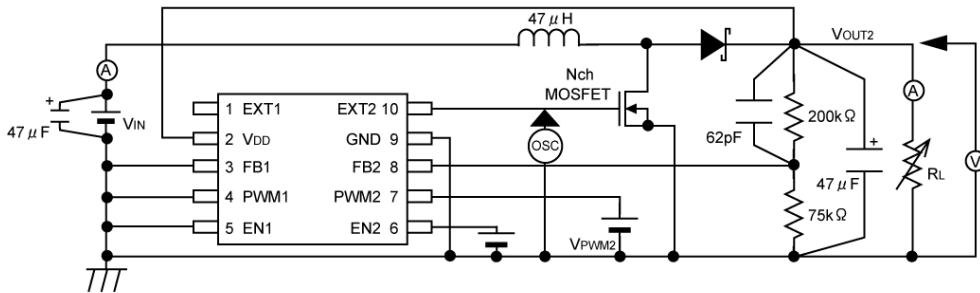 47 μH
VOUT2
A
Nch
MOSFET
A
+
47 μF
VIN
1 EXT1 EXT2 10
2 VDD GND 9
3 FB1 FB2 8
4 PWM1 PWM2 7
5 EN1 EN2 6
OSC
62pF
200kΩ
+
47 μF
75kΩ
RL
V
VPWM2